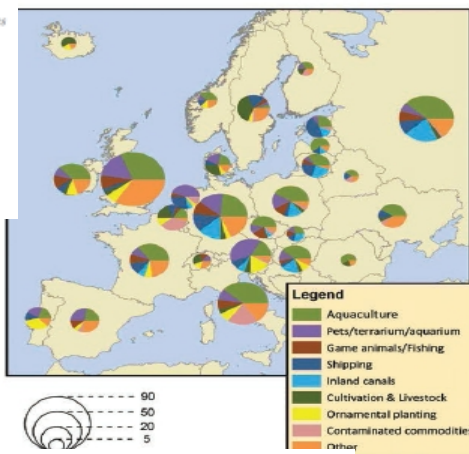 Legend
Aquaculture
Pets/terrarium/aquarium
Game animals/Fishing
Shipping
Inland canals
Cultivation & Livestock
Ornamental planting
Contaminated commodities
Other
90
50
20
5